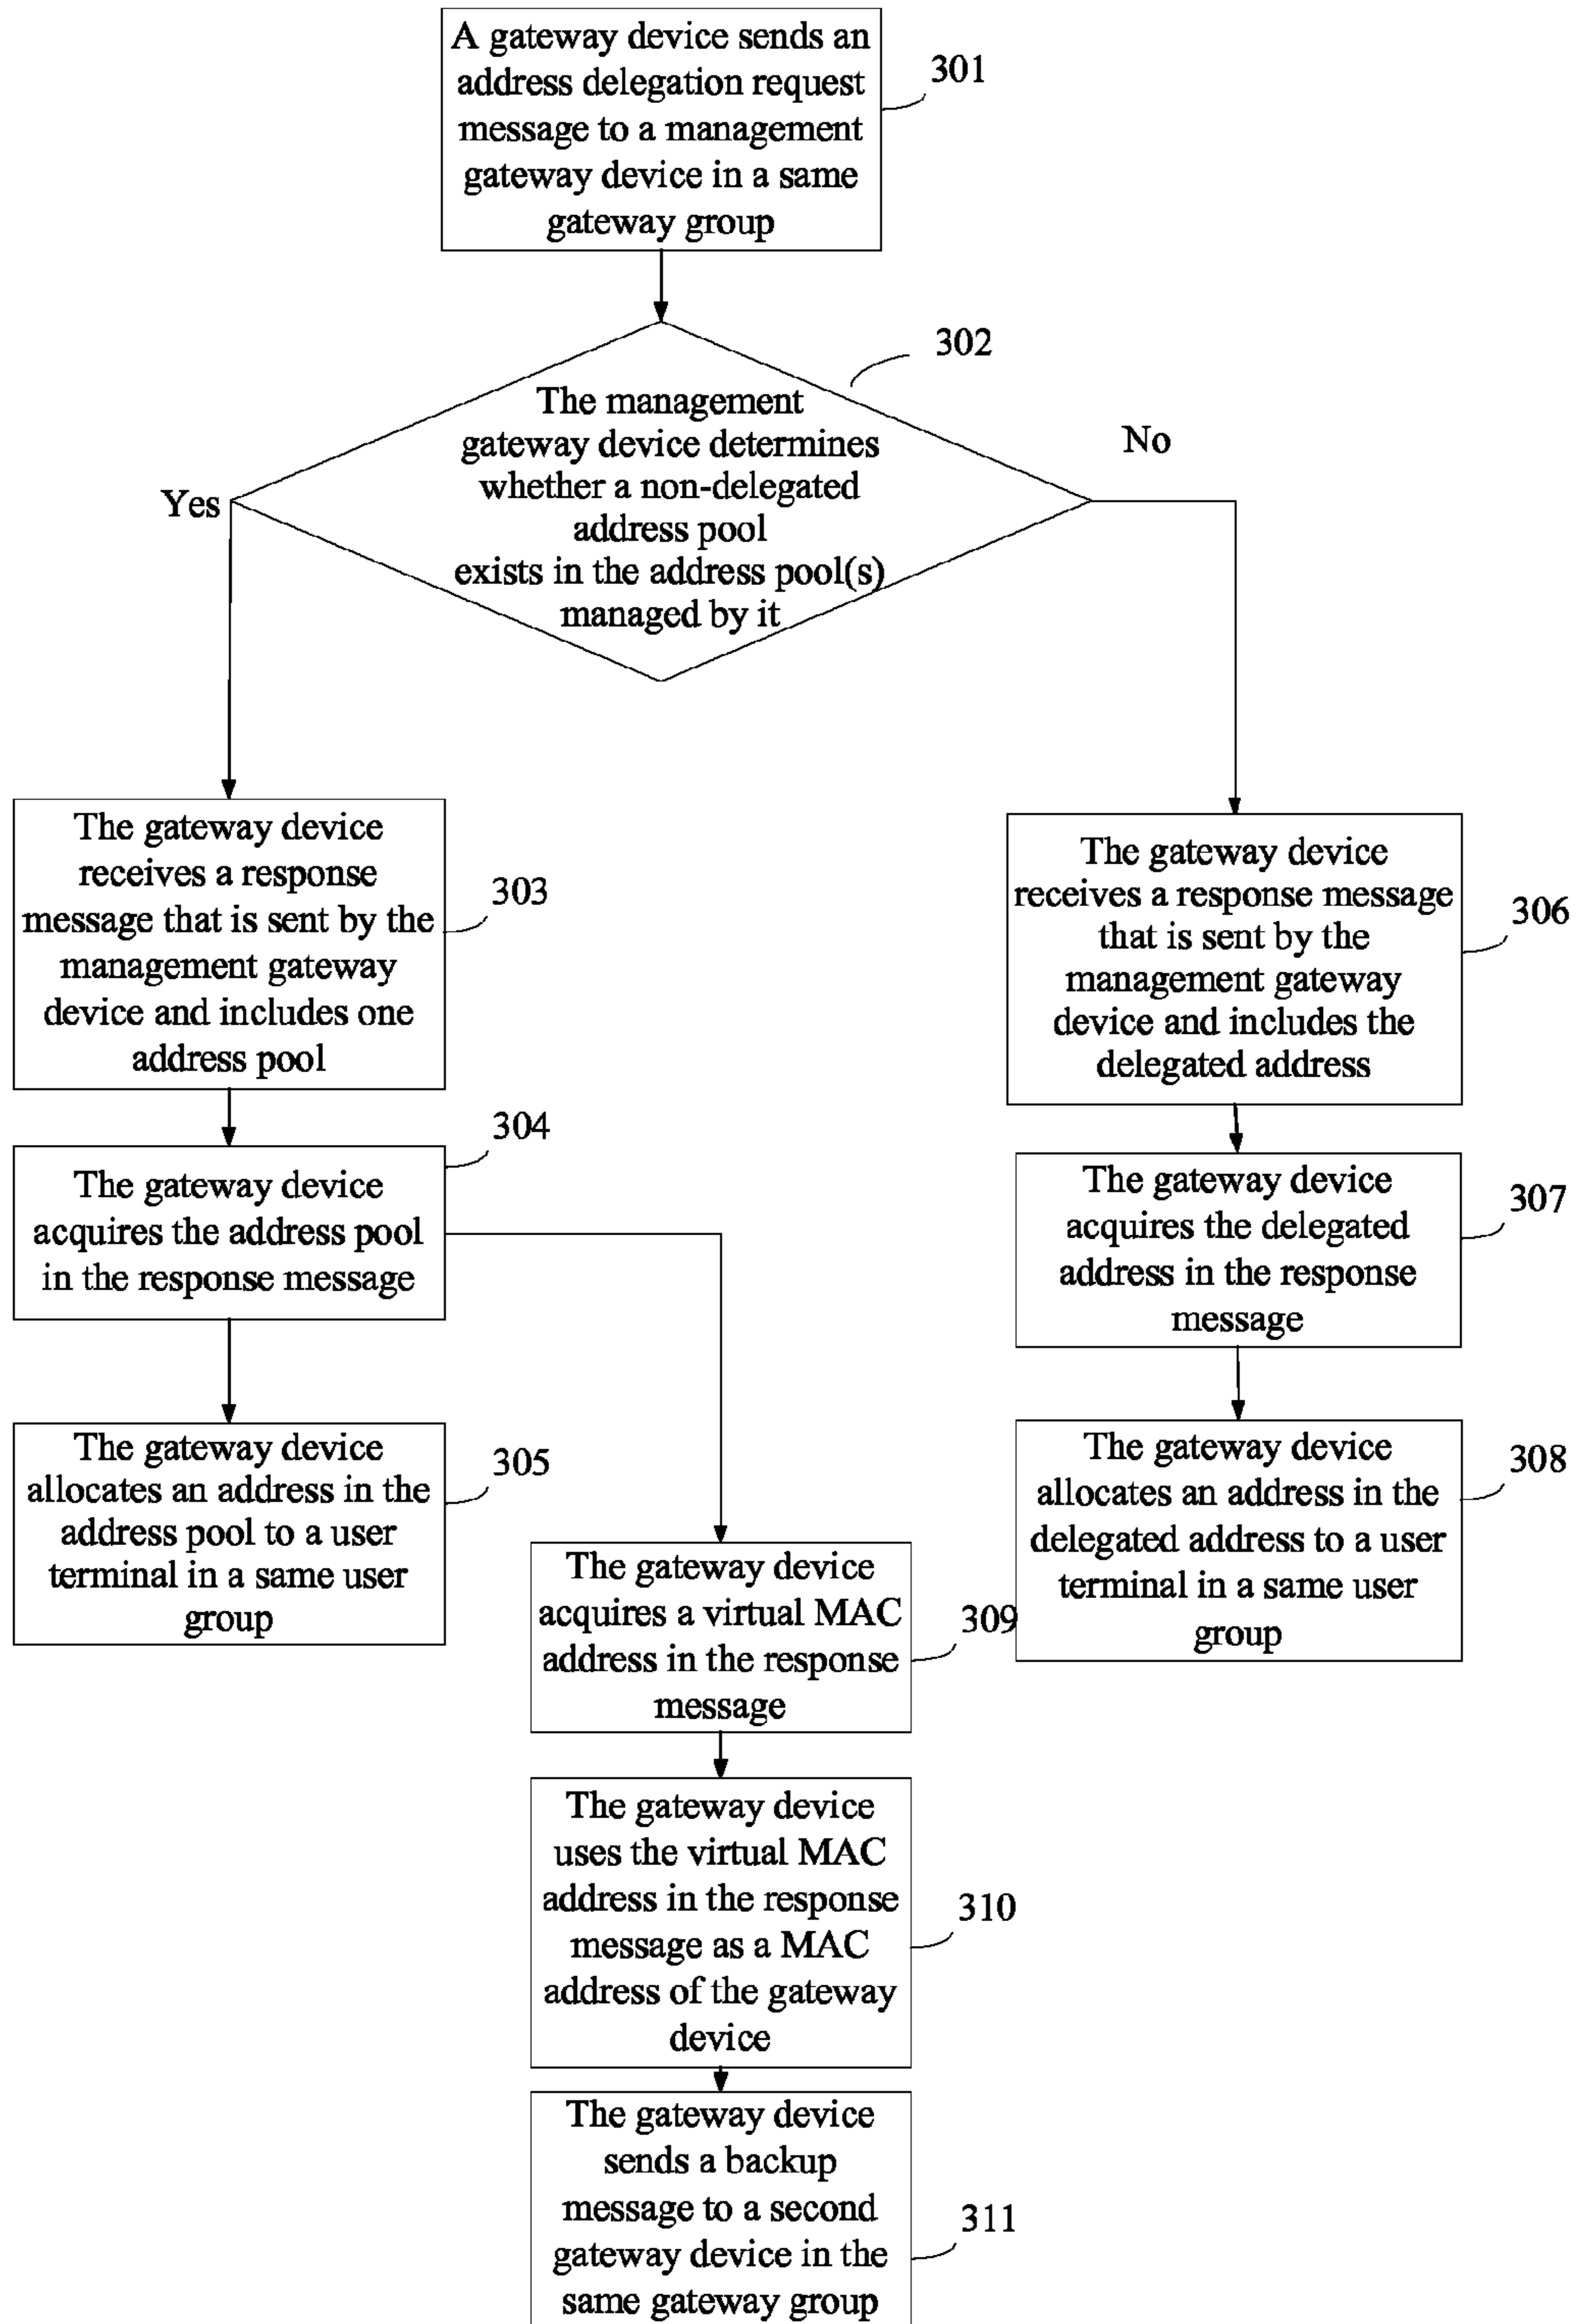 A gateway device sends an
address delegation request
message to a management
gateway device in a same
gateway group
301
302
The management
gateway device determines
whether a non-delegated
address pool
exists in the address pool(s)
managed by it
Yes
No
The gateway device
receives a response
message that is sent by the
management gateway
device and includes one
address pool
303
The gateway device
receives a response message
that is sent by the
management gateway
device and includes the
delegated address
306
The gateway device
acquires the address pool
in the response message
304
The gateway device
acquires the delegated
address in the response
message
307
The gateway device
allocates an address in the
address pool to a user
terminal in a same user
group
305
The gateway device
allocates an address in the
delegated address to a user
terminal in a same user
group
308
The gateway device
acquires a virtual MAC
address in the response
message
309
The gateway device
uses the virtual MAC
address in the response
message as a MAC
address of the gateway
device
310
The gateway device
sends a backup
message to a second
gateway device in the
same gateway group
311